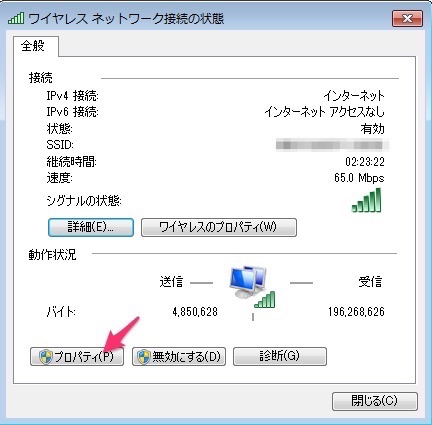 ワイヤレス ネットワーク接続の状態
全般
接続
IPv4 接続: インターネット
IPv6 接続: インターネット アクセスなし
状態: 有効
SSID:
継続時間: 02:23:22
速度: 65.0 Mbps
シグナルの状態:
詳細(E)... ワイヤレスのプロパティ(W)
動作状況
送信 受信
バイト: 4,850,628 196,268,626
プロパティ(P) 無効にする(D) 診断(G)
閉じる(C)